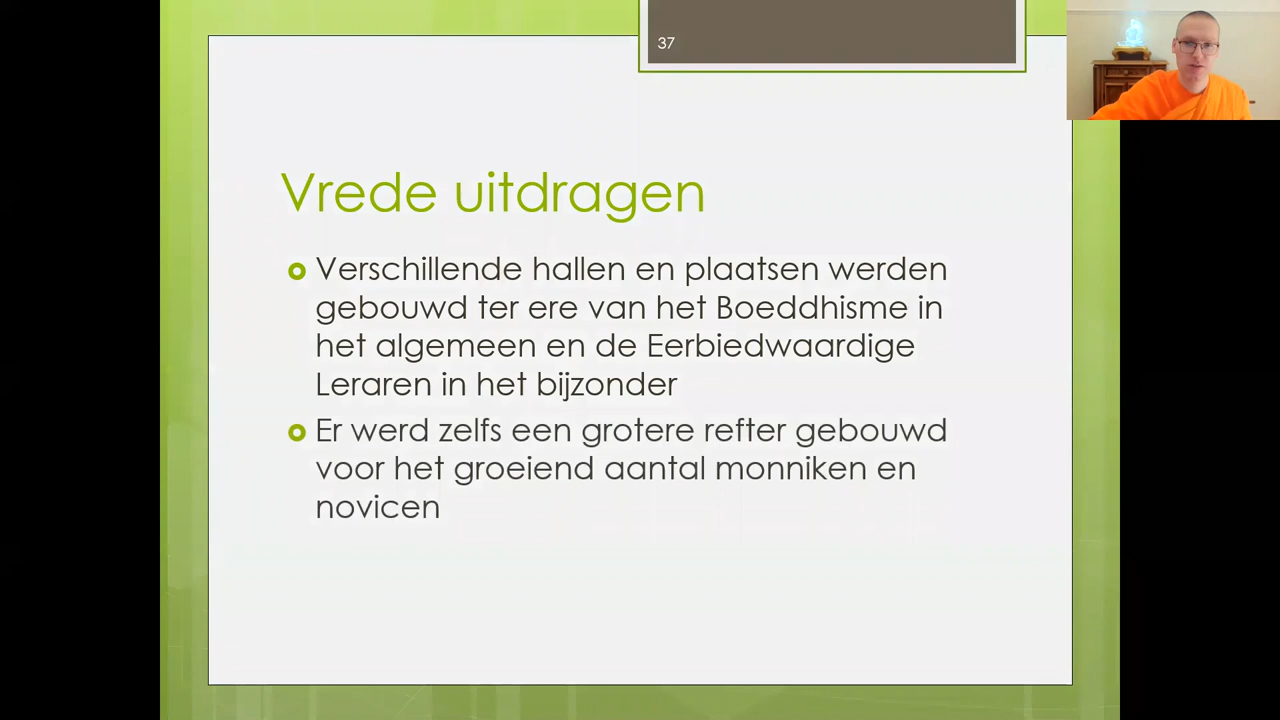 37
Vrede uitdragen
Verschillende hallen en plaatsen werden
gebouwd ter ere van het Boeddhisme in
het algemeen en de Eerbiedwaardige
Leraren in het bijzonder
Er werd zelfs een grotere refter gebouwd
voor het groeiend aantal monniken en
novicen